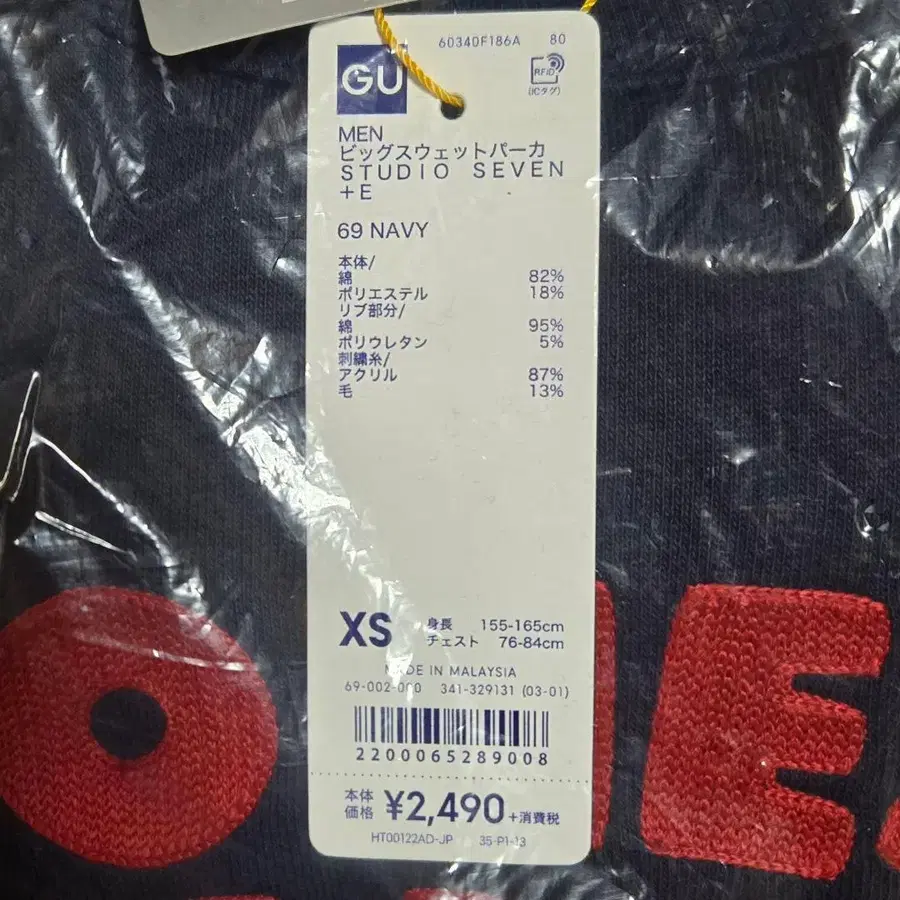 60340F186A 80
GU
RFID
(ICタグ)
MEN
ビッグスウェットパーカ
STUDIO SEVEN
+E
69 NAVY
本体/
綿 82%
ポリエステル 18%
リブ部分/
綿 95%
ポリウレタン 5%
刺繍糸/
アクリル 87%
毛 13%
XS
身長 155-165cm
チェスト 76-84cm
MADE IN MALAYSIA
69-002-000 341-329131 (03-01)
2200065289008
本体
価格 ¥2,490+消費税
HT00122AD-JP 35-P1-13